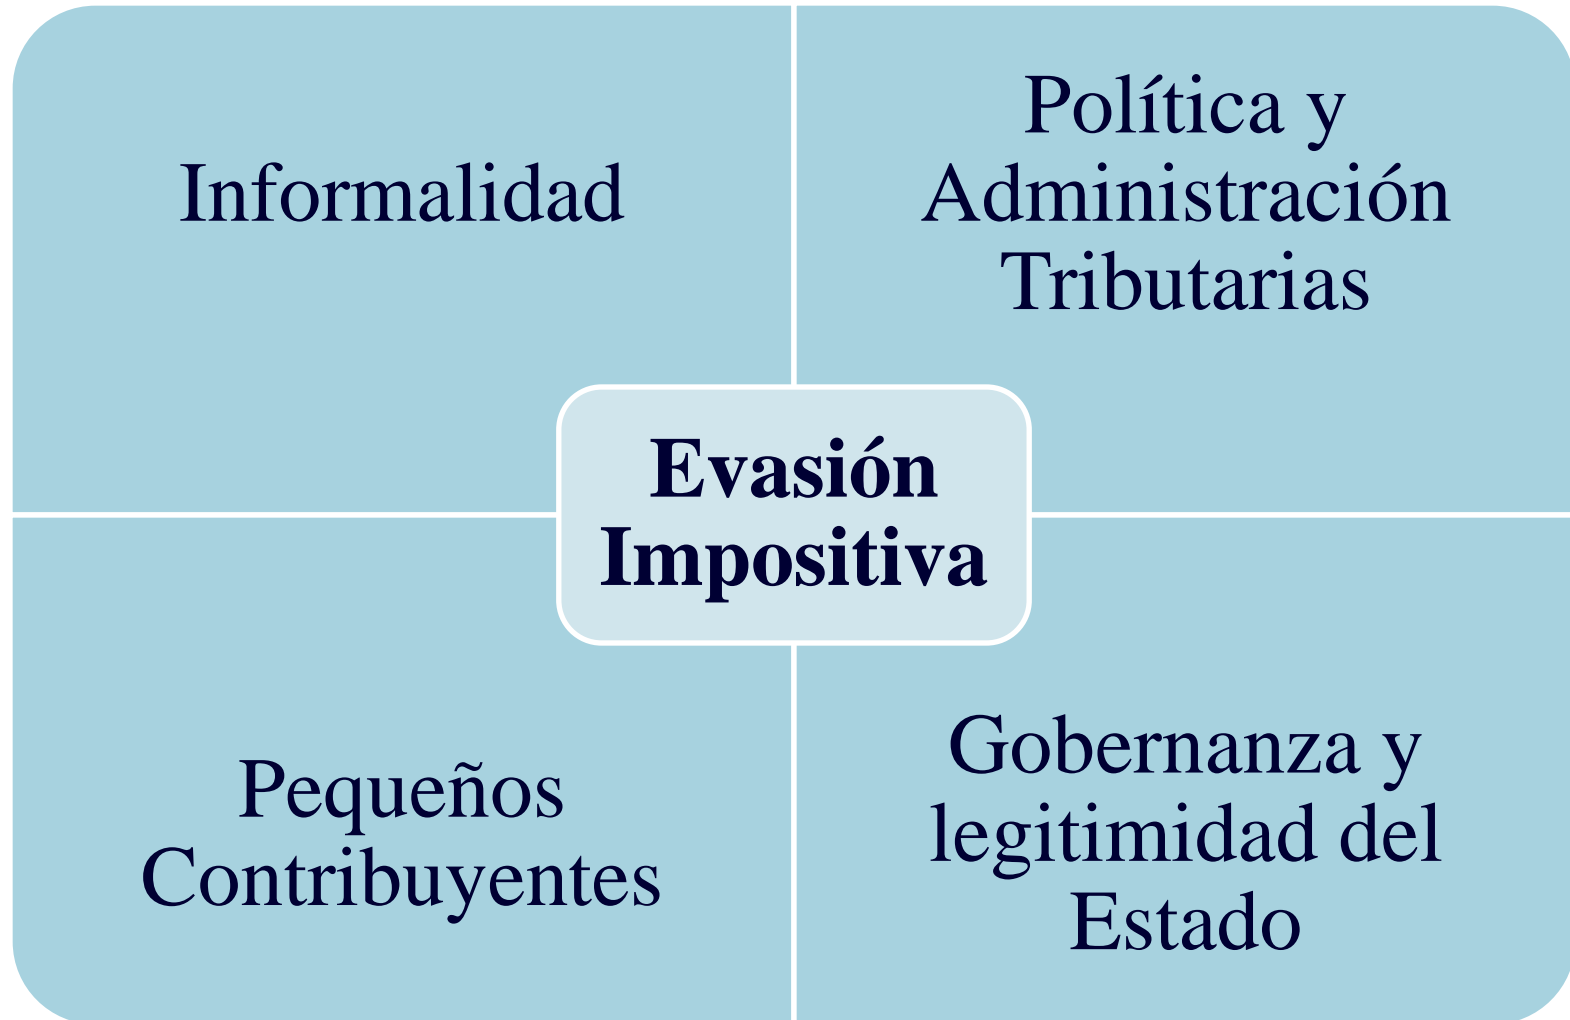 Informalidad
Política y
Administración
Tributarias
Evasión
Impositiva
Pequeños
Contribuyentes
Gobernanza y
legitimidad del
Estado